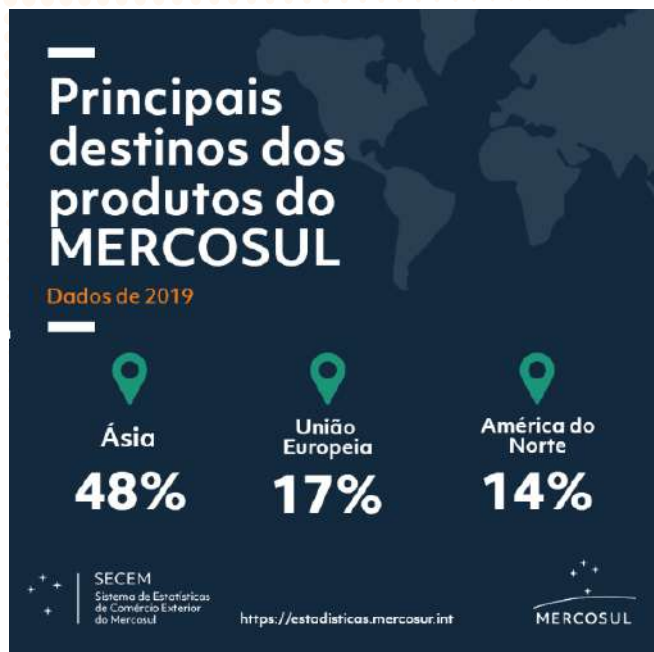 Principais
destinos dos
produtos do
MERCOSUL
Dados de 2019
Ásia
48%
União
Europeia
17%
América do
Norte
14%
SECEM
Sistema de Estatísticas
de Comércio Exterior
do Mercosul
https://estadisticas.mercosur.int
MERCOSUL